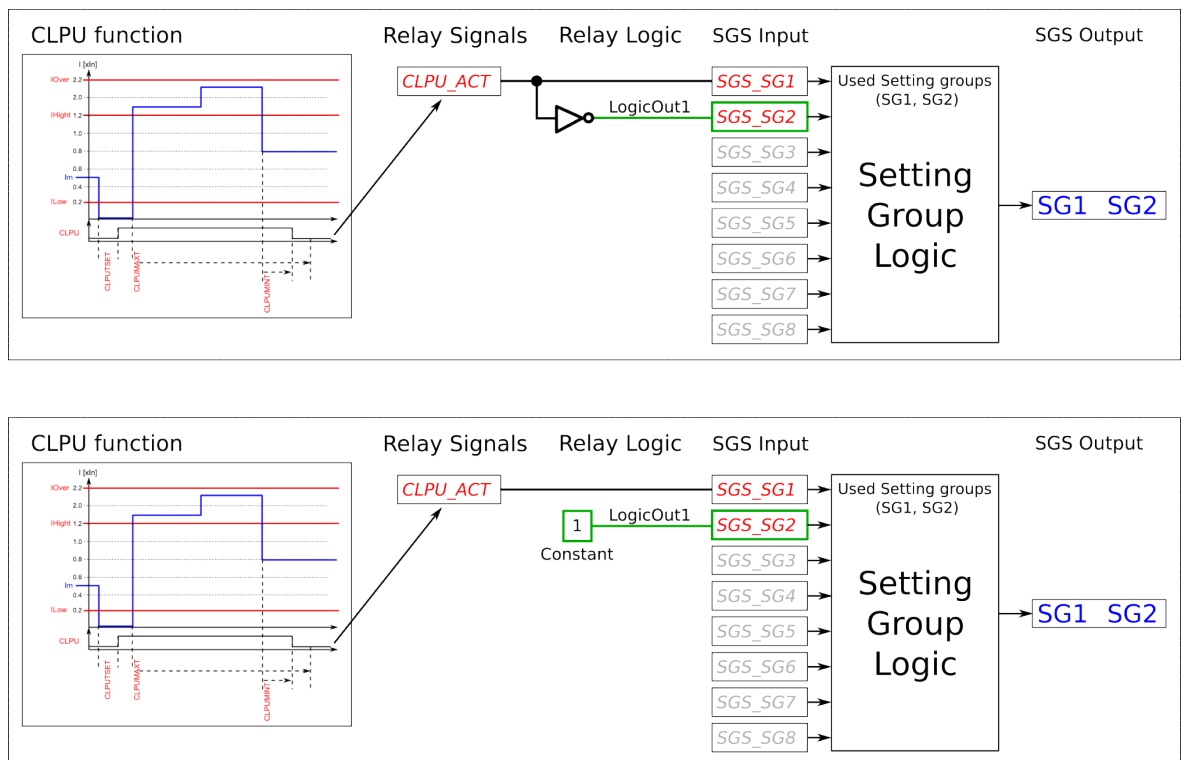 CLPU function
Relay Signals
Relay Logic
SGS Input
SGS Output
I [xIn]
IOver 2.2
2.0
IHight 1.2
1.0
0.8
0.6
Im
0.4
ILow 0.2
CLPU
CLPUTSET
CLPUMAXT
CLPUMINT
CLPU_ACT
LogicOut1
SGS_SG1
SGS_SG2
SGS_SG3
SGS_SG4
SGS_SG5
SGS_SG6
SGS_SG7
SGS_SG8
Used Setting groups
(SG1, SG2)
Setting
Group
Logic
SG1 SG2
CLPU function
Relay Signals
Relay Logic
SGS Input
SGS Output
I [xIn]
IOver 2.2
2.0
IHight 1.2
1.0
0.8
0.6
Im
0.4
ILow 0.2
CLPU
CLPUTSET
CLPUMAXT
CLPUMINT
CLPU_ACT
1
Constant
LogicOut1
SGS_SG1
SGS_SG2
SGS_SG3
SGS_SG4
SGS_SG5
SGS_SG6
SGS_SG7
SGS_SG8
Used Setting groups
(SG1, SG2)
Setting
Group
Logic
SG1 SG2